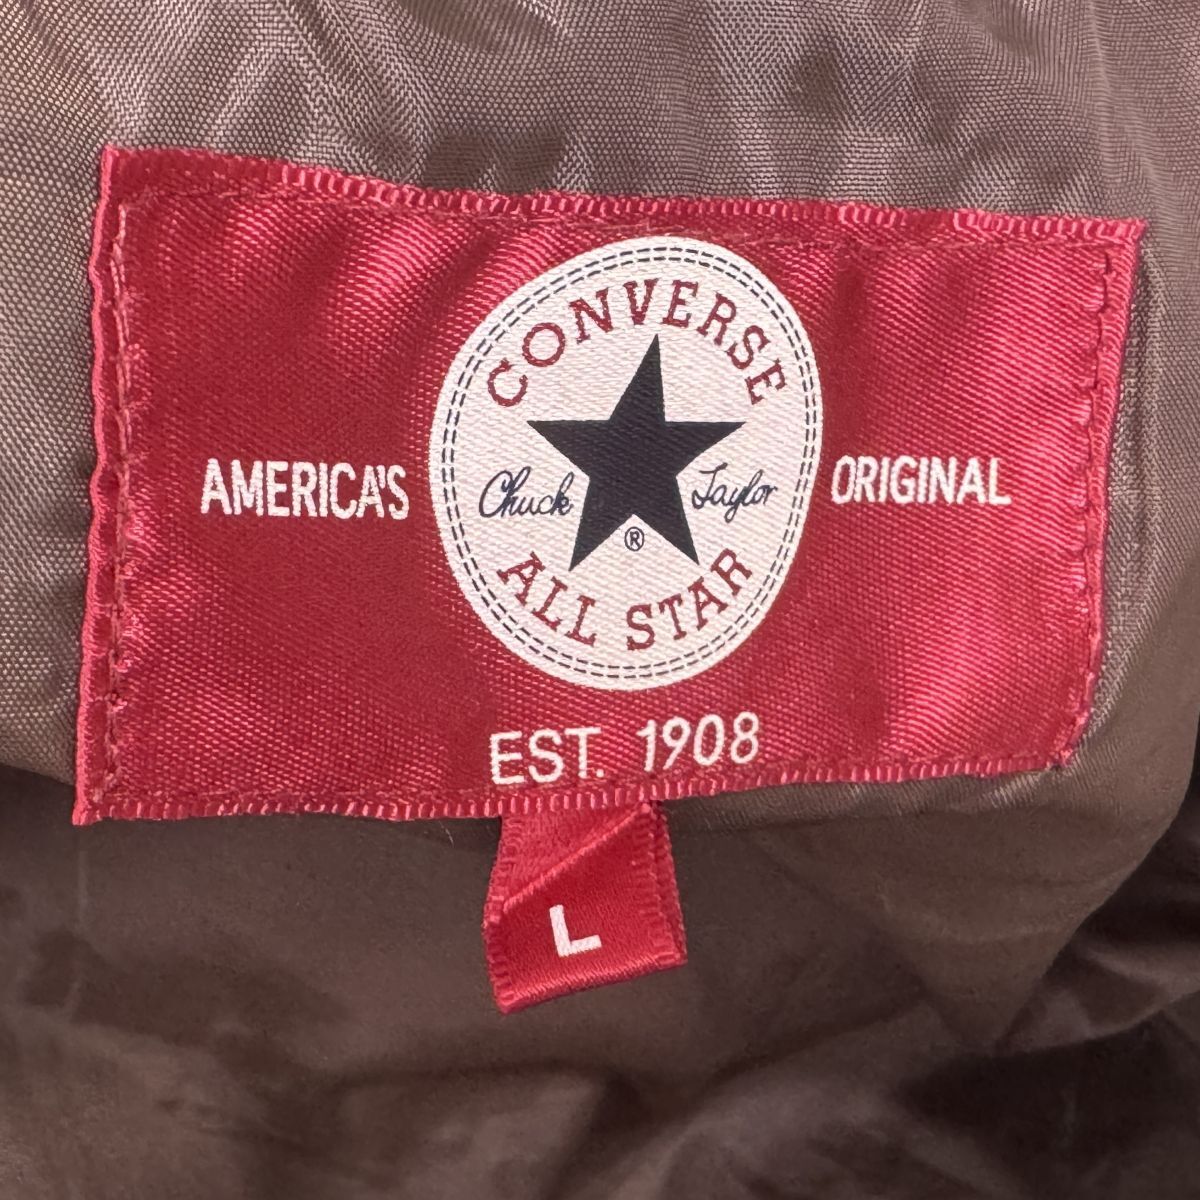 CONVERSE
AMERICA'S Chuck Taylor ORIGINAL
®
ALL STAR
EST. 1908
L